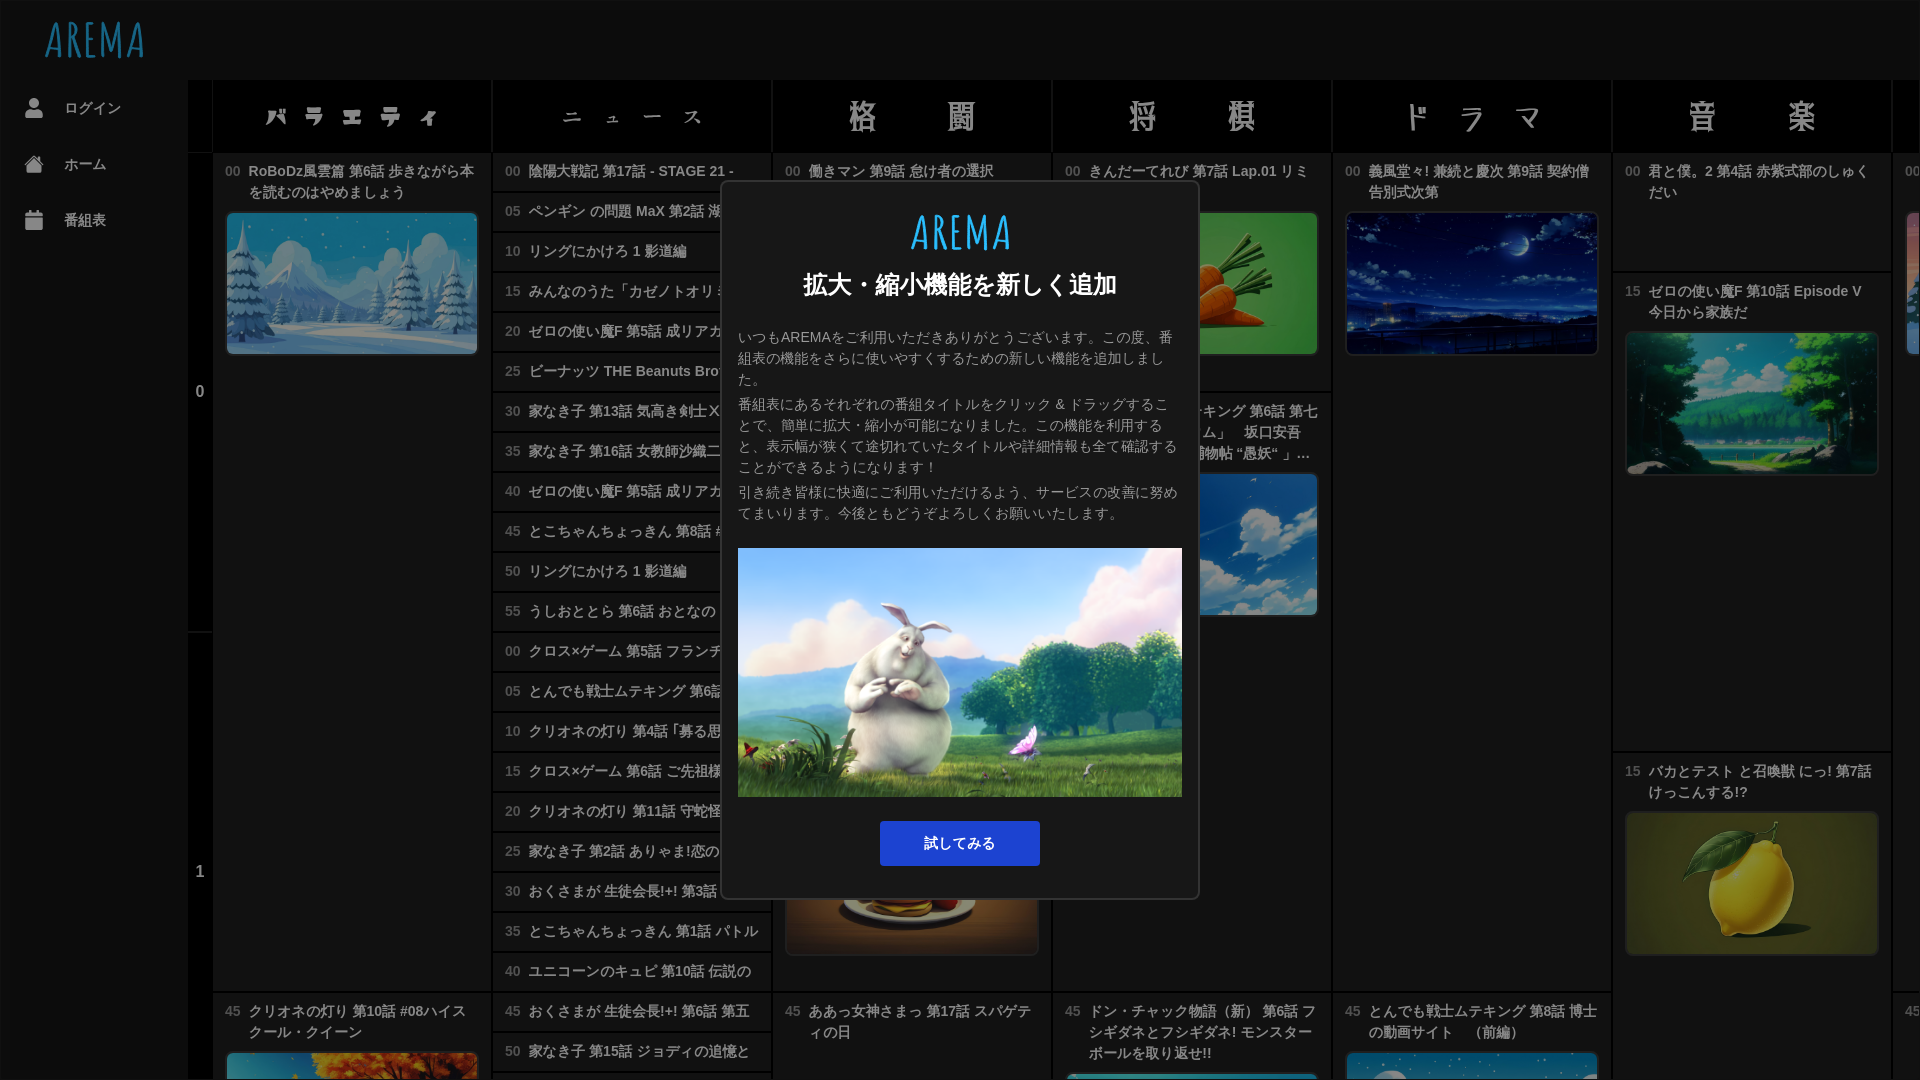 AREMA
ログイン
ホーム
番組表
バラエティ
ニュース
格闘
将棋
ドラマ
音楽
0
1
00 RoBoDz風雲篇 第6話 歩きながら本
を読むのはやめましょう
45 クリオネの灯り 第10話 #08ハイス
クール・クイーン
00 陰陽大戦記 第17話 - STAGE 21 -
05 ペンギン の問題 MaX 第2話
10 リングにかけろ 1 影道編
15 みんなのうた「カゼノトオリ
20 ゼロの使い魔F 第5話 成リアカ
25 ビーナッツ THE Beanuts Bro
30 家なき子 第13話 気高き剣士X
35 家なき子 第16話 女教師沙織二
40 ゼロの使い魔F 第5話 成リアカ
45 とこちゃんちょっきん 第8話
50 リングにかけろ 1 影道編
55 うしおととら 第6話 おとなの
00 クロス×ゲーム 第5話 フランチ
05 とんでも戦士ムテキング 第6話
10 クリオネの灯り 第4話 ｢募る思
15 クロス×ゲーム 第6話 ご先祖様
20 クリオネの灯り 第11話 守蛇怪
25 家なき子 第2話 ありゃま!恋の
30 おくさまが 生徒会長!+! 第3話
35 とこちゃんちょっきん 第1話 パトル
40 ユニコーンのキュピ 第10話 伝説の
45 おくさまが 生徒会長!+! 第6話 第五
50 家なき子 第15話 ジョディの追憶と
00 働きマン 第9話 怠け者の選択
45 ああっ女神さまっ 第17話 スパゲテ
ィの日
00 きんだーてれび 第7話 Lap.01 リミ
キング 第6話 第七
ム」　坂口安吾
物帖 “愚妖“ 」…
45 ドン・チャック物語（新） 第6話 フ
シギダネとフシギダネ! モンスター
ボールを取り返せ!!
00 義風堂々! 兼続と慶次 第9話 契約僧
告別式次第
45 とんでも戦士ムテキング 第8話 博士
の動画サイト　（前編）
00 君と僕。2 第4話 赤紫式部のしゅく
だい
15 ゼロの使い魔F 第10話 Episode V
今日から家族だ
15 バカとテスト と召喚獣 にっ! 第7話
けっこんする!?
00
45
AREMA
拡大・縮小機能を新しく追加
いつもAREMAをご利用いただきありがとうございます。この度、番
組表の機能をさらに使いやすくするための新しい機能を追加しまし
た。
番組表にあるそれぞれの番組タイトルをクリック & ドラッグするこ
とで、簡単に拡大・縮小が可能になりました。この機能を利用する
と、表示幅が狭くて途切れていたタイトルや詳細情報も全て確認する
ことができるようになります！
引き続き皆様に快適にご利用いただけるよう、サービスの改善に努め
てまいります。今後ともどうぞよろしくお願いいたします。
試してみる